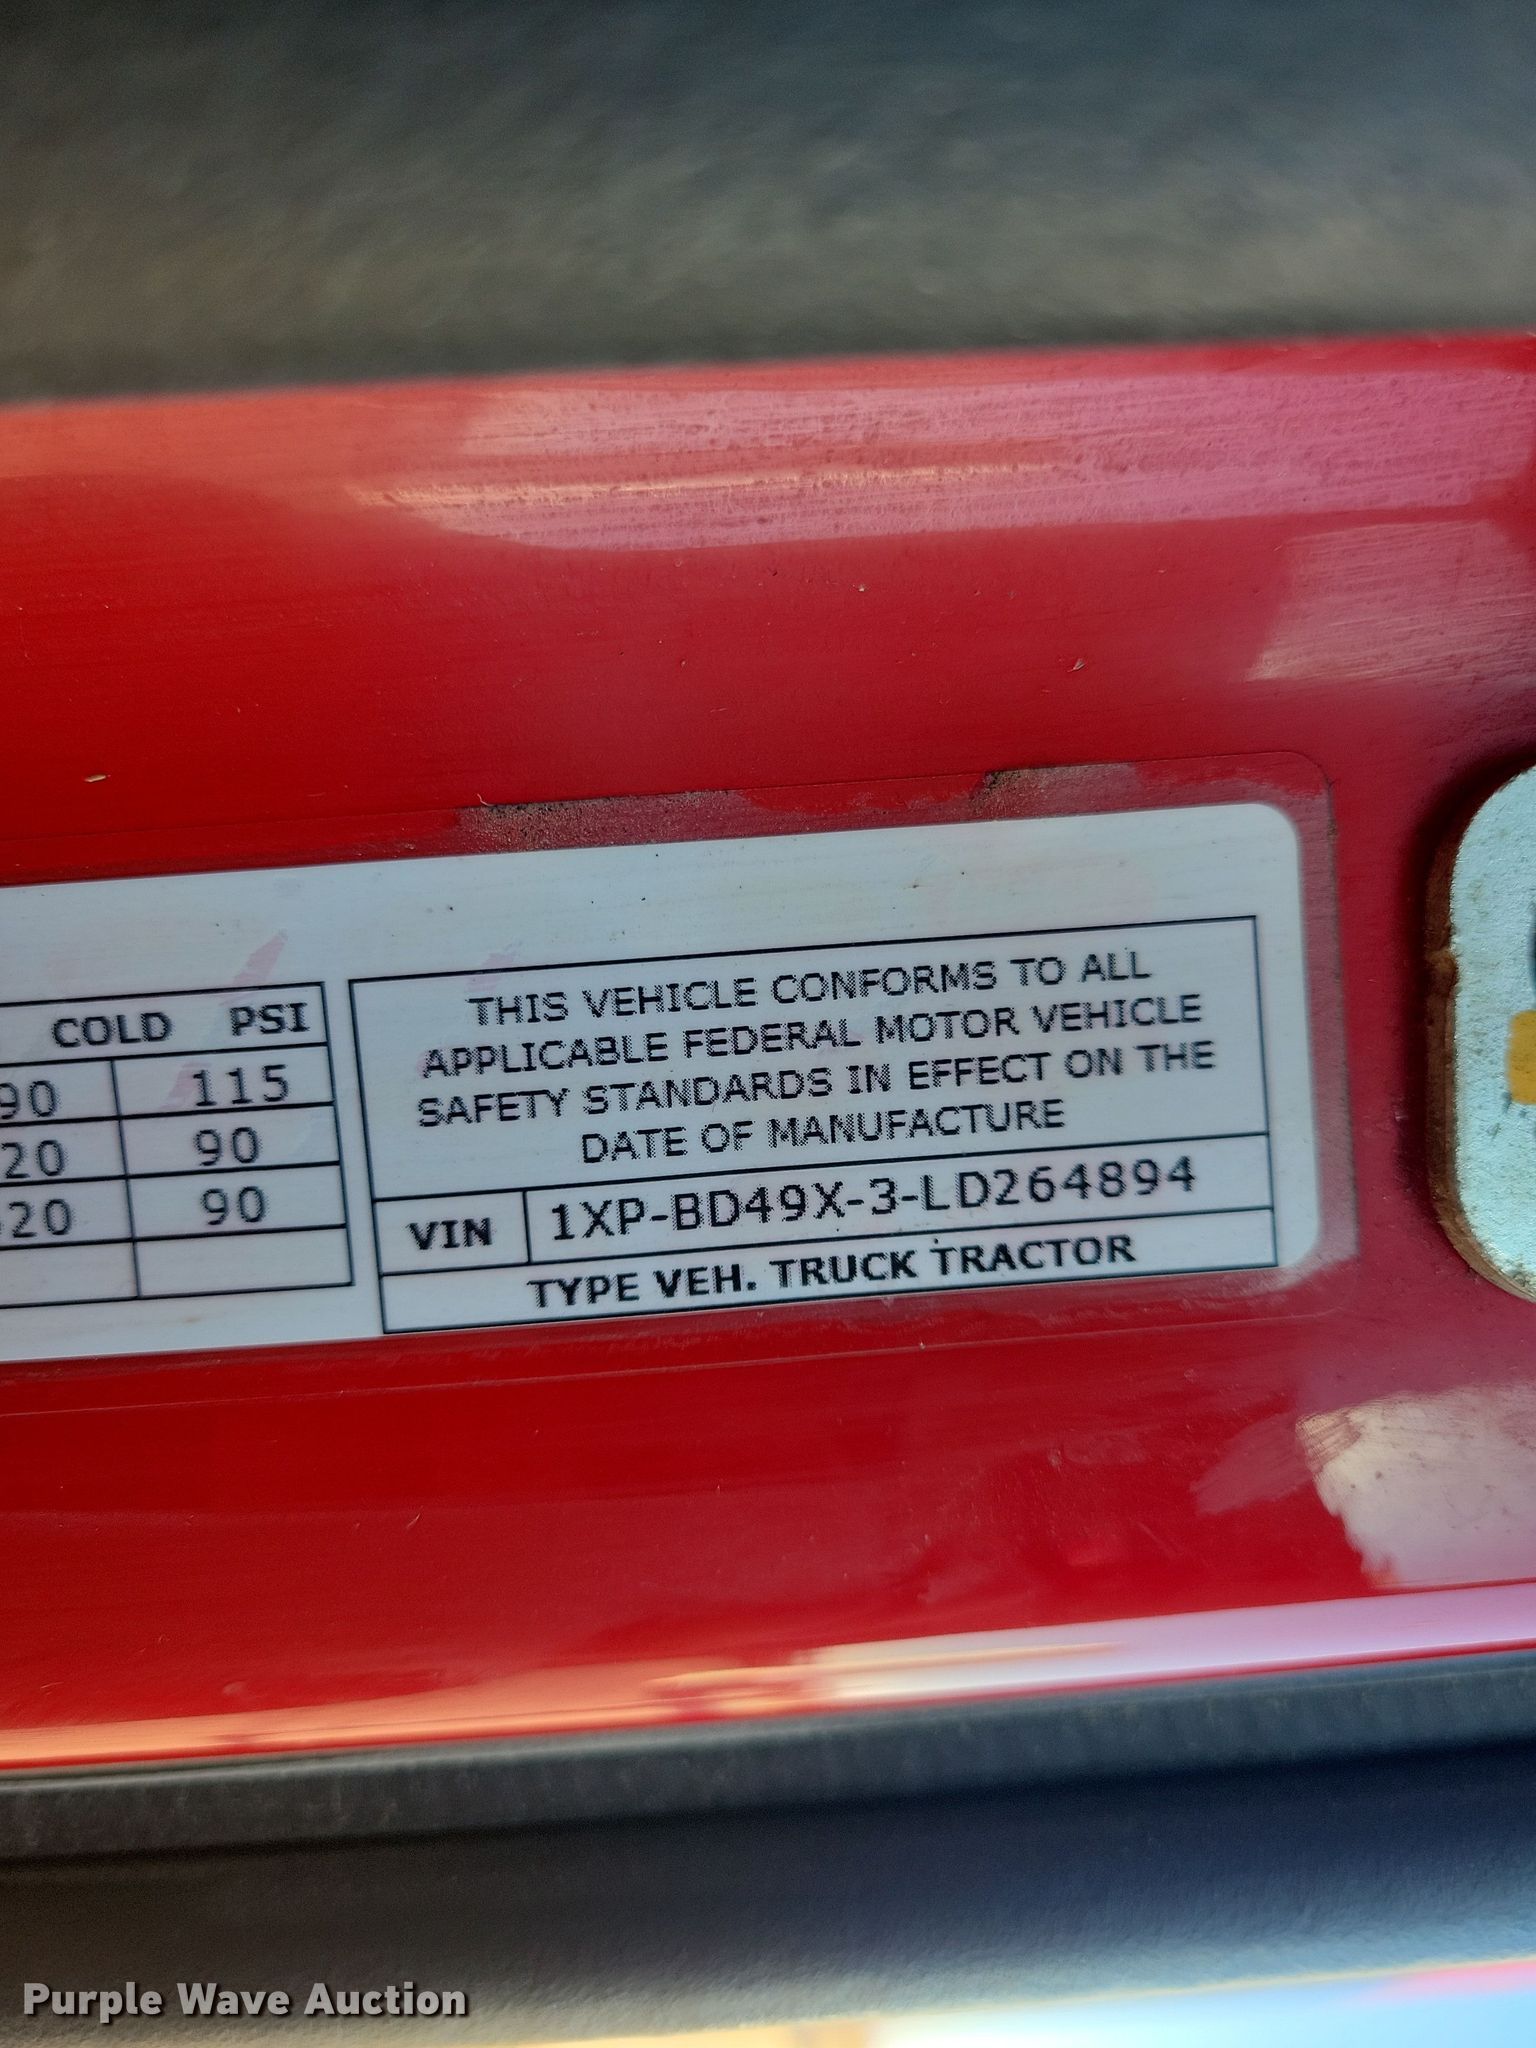 COLD PSI
90 115
20 90
20 90
THIS VEHICLE CONFORMS TO ALL
APPLICABLE FEDERAL MOTOR VEHICLE
SAFETY STANDARDS IN EFFECT ON THE
DATE OF MANUFACTURE
VIN 1XP-BD49X-3-LD264894
TYPE VEH. TRUCK TRACTOR
Purple Wave Auction